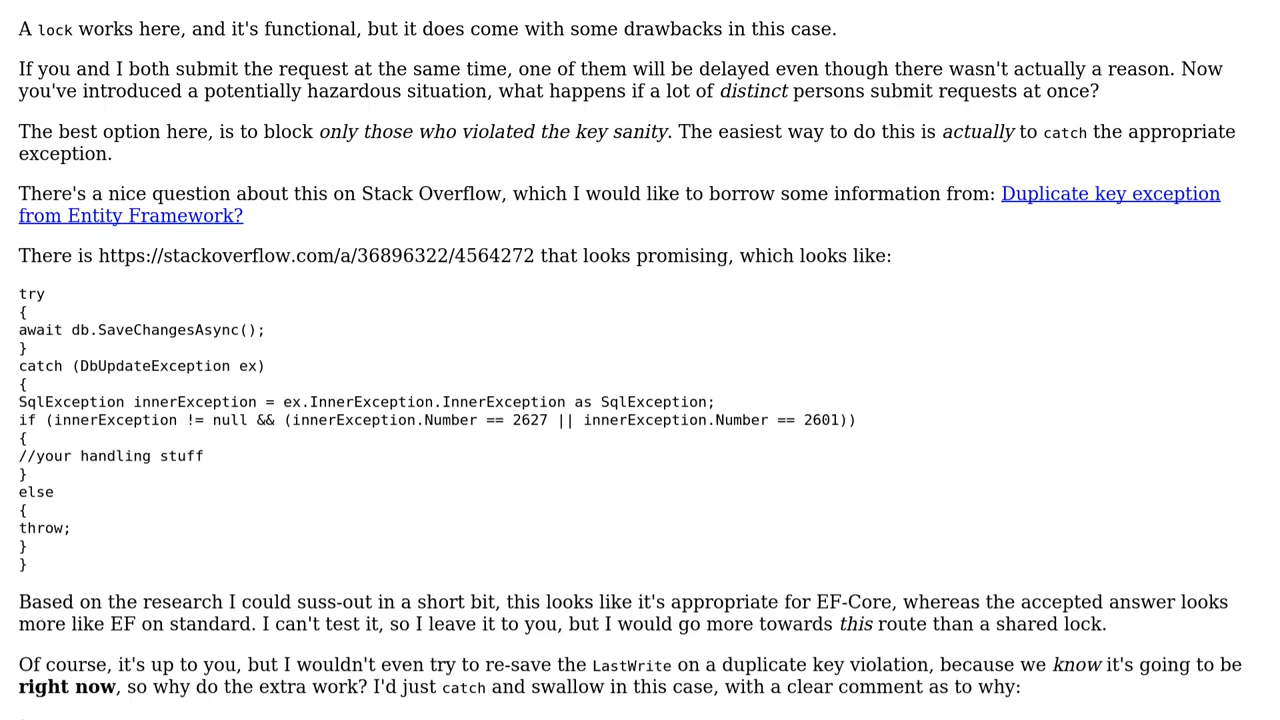 A lock works here, and it's functional, but it does come with some drawbacks in this case.
If you and I both submit the request at the same time, one of them will be delayed even though there wasn't actually a reason. Now
you've introduced a potentially hazardous situation, what happens if a lot of distinct persons submit requests at once?
The best option here, is to block only those who violated the key sanity. The easiest way to do this is actually to catch the appropriate
exception.
There's a nice question about this on Stack Overflow, which I would like to borrow some information from: Duplicate key exception
from Entity Framework?
There is https://stackoverflow.com/a/36896322/4564272 that looks promising, which looks like:
try
{
await db.SaveChangesAsync();
}
catch (DbUpdateException ex)
{
SqlException innerException = ex.InnerException.InnerException as SqlException;
if (innerException != null && (innerException.Number == 2627 || innerException.Number == 2601))
{
//your handling stuff
}
else
{
throw;
}
}
Based on the research I could suss-out in a short bit, this looks like it's appropriate for EF-Core, whereas the accepted answer looks
more like EF on standard. I can't test it, so I leave it to you, but I would go more towards this route than a shared lock.
Of course, it's up to you, but I wouldn't even try to re-save the LastWrite on a duplicate key violation, because we know it's going to be
right now, so why do the extra work? I'd just catch and swallow in this case, with a clear comment as to why: